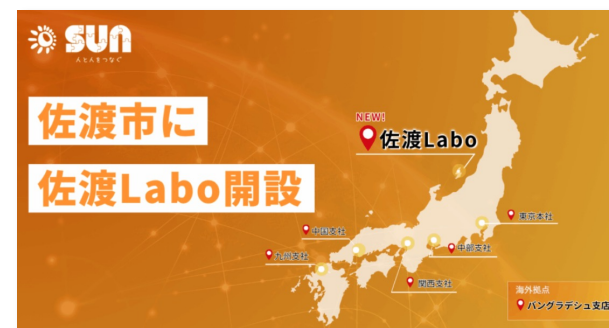 SUN
人と人をつなぐ
佐渡市に
佐渡Labo開設
NEW!
佐渡Labo
東京本社
中国支社
中部支社
九州支社
関西支社
海外拠点
バングラデシュ支店